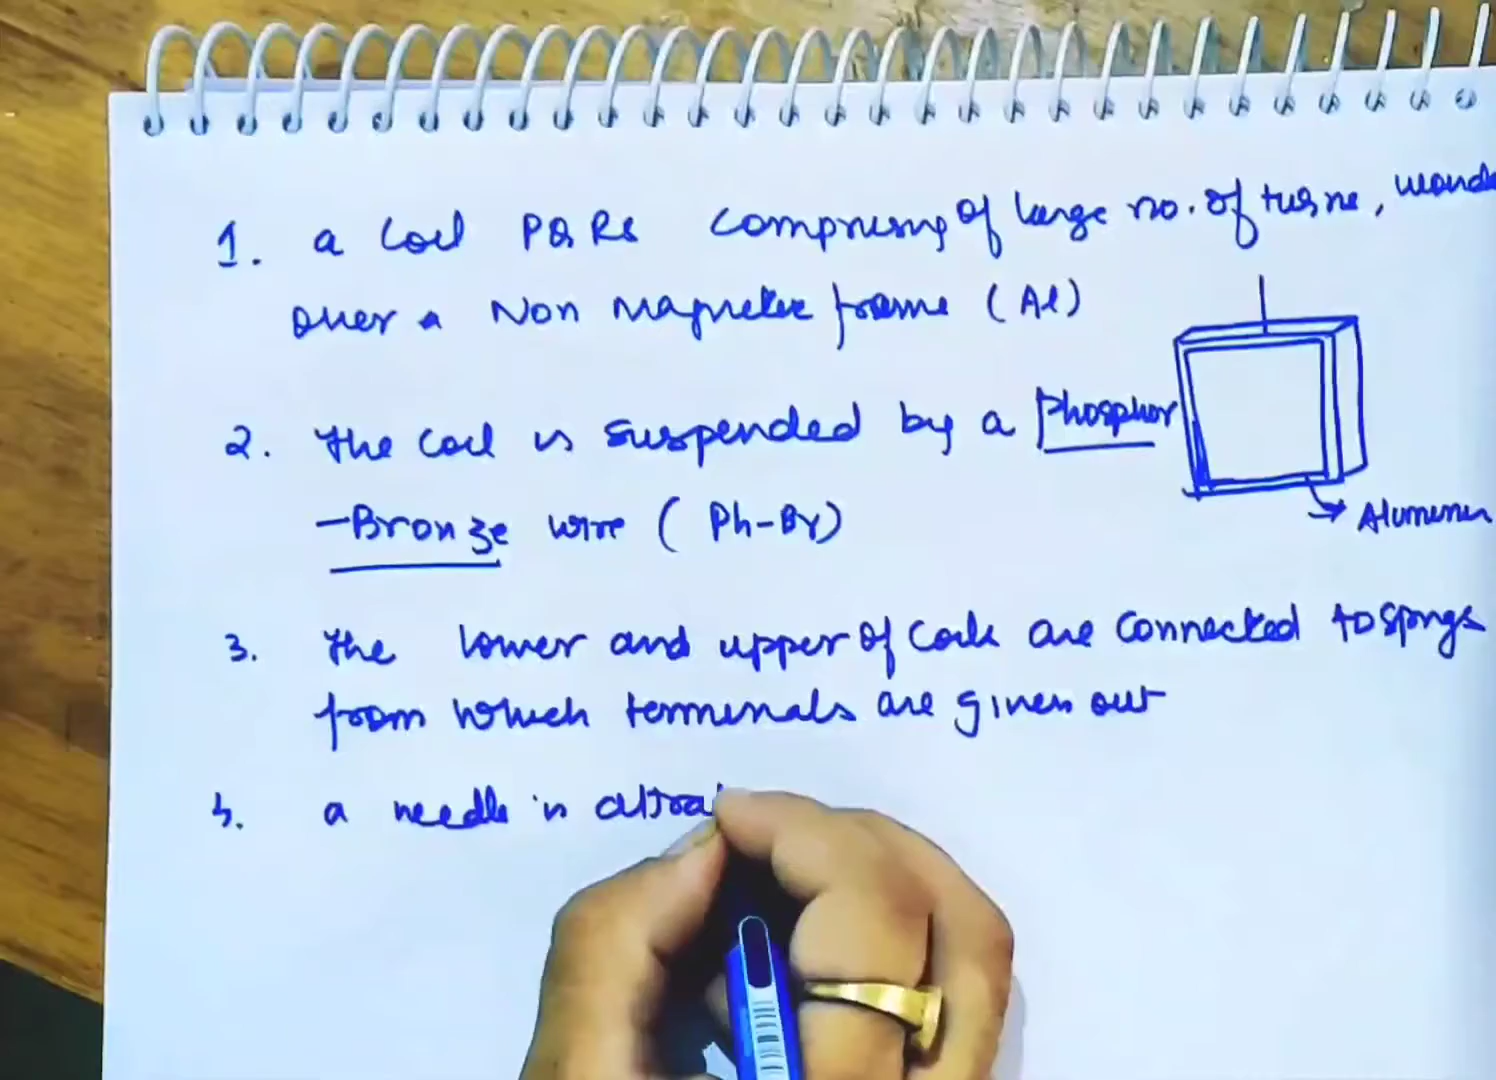 1. a coil PQRS comprising of large no. of turns, wound
over a Non Magnetic frame (Al)
2. the coil is suspended by a Phosphor
-Bronze wire (Ph-Br)
Aluminum
3. the lower and upper of coils are connected to springs
from which terminals are given out
4. a needle is